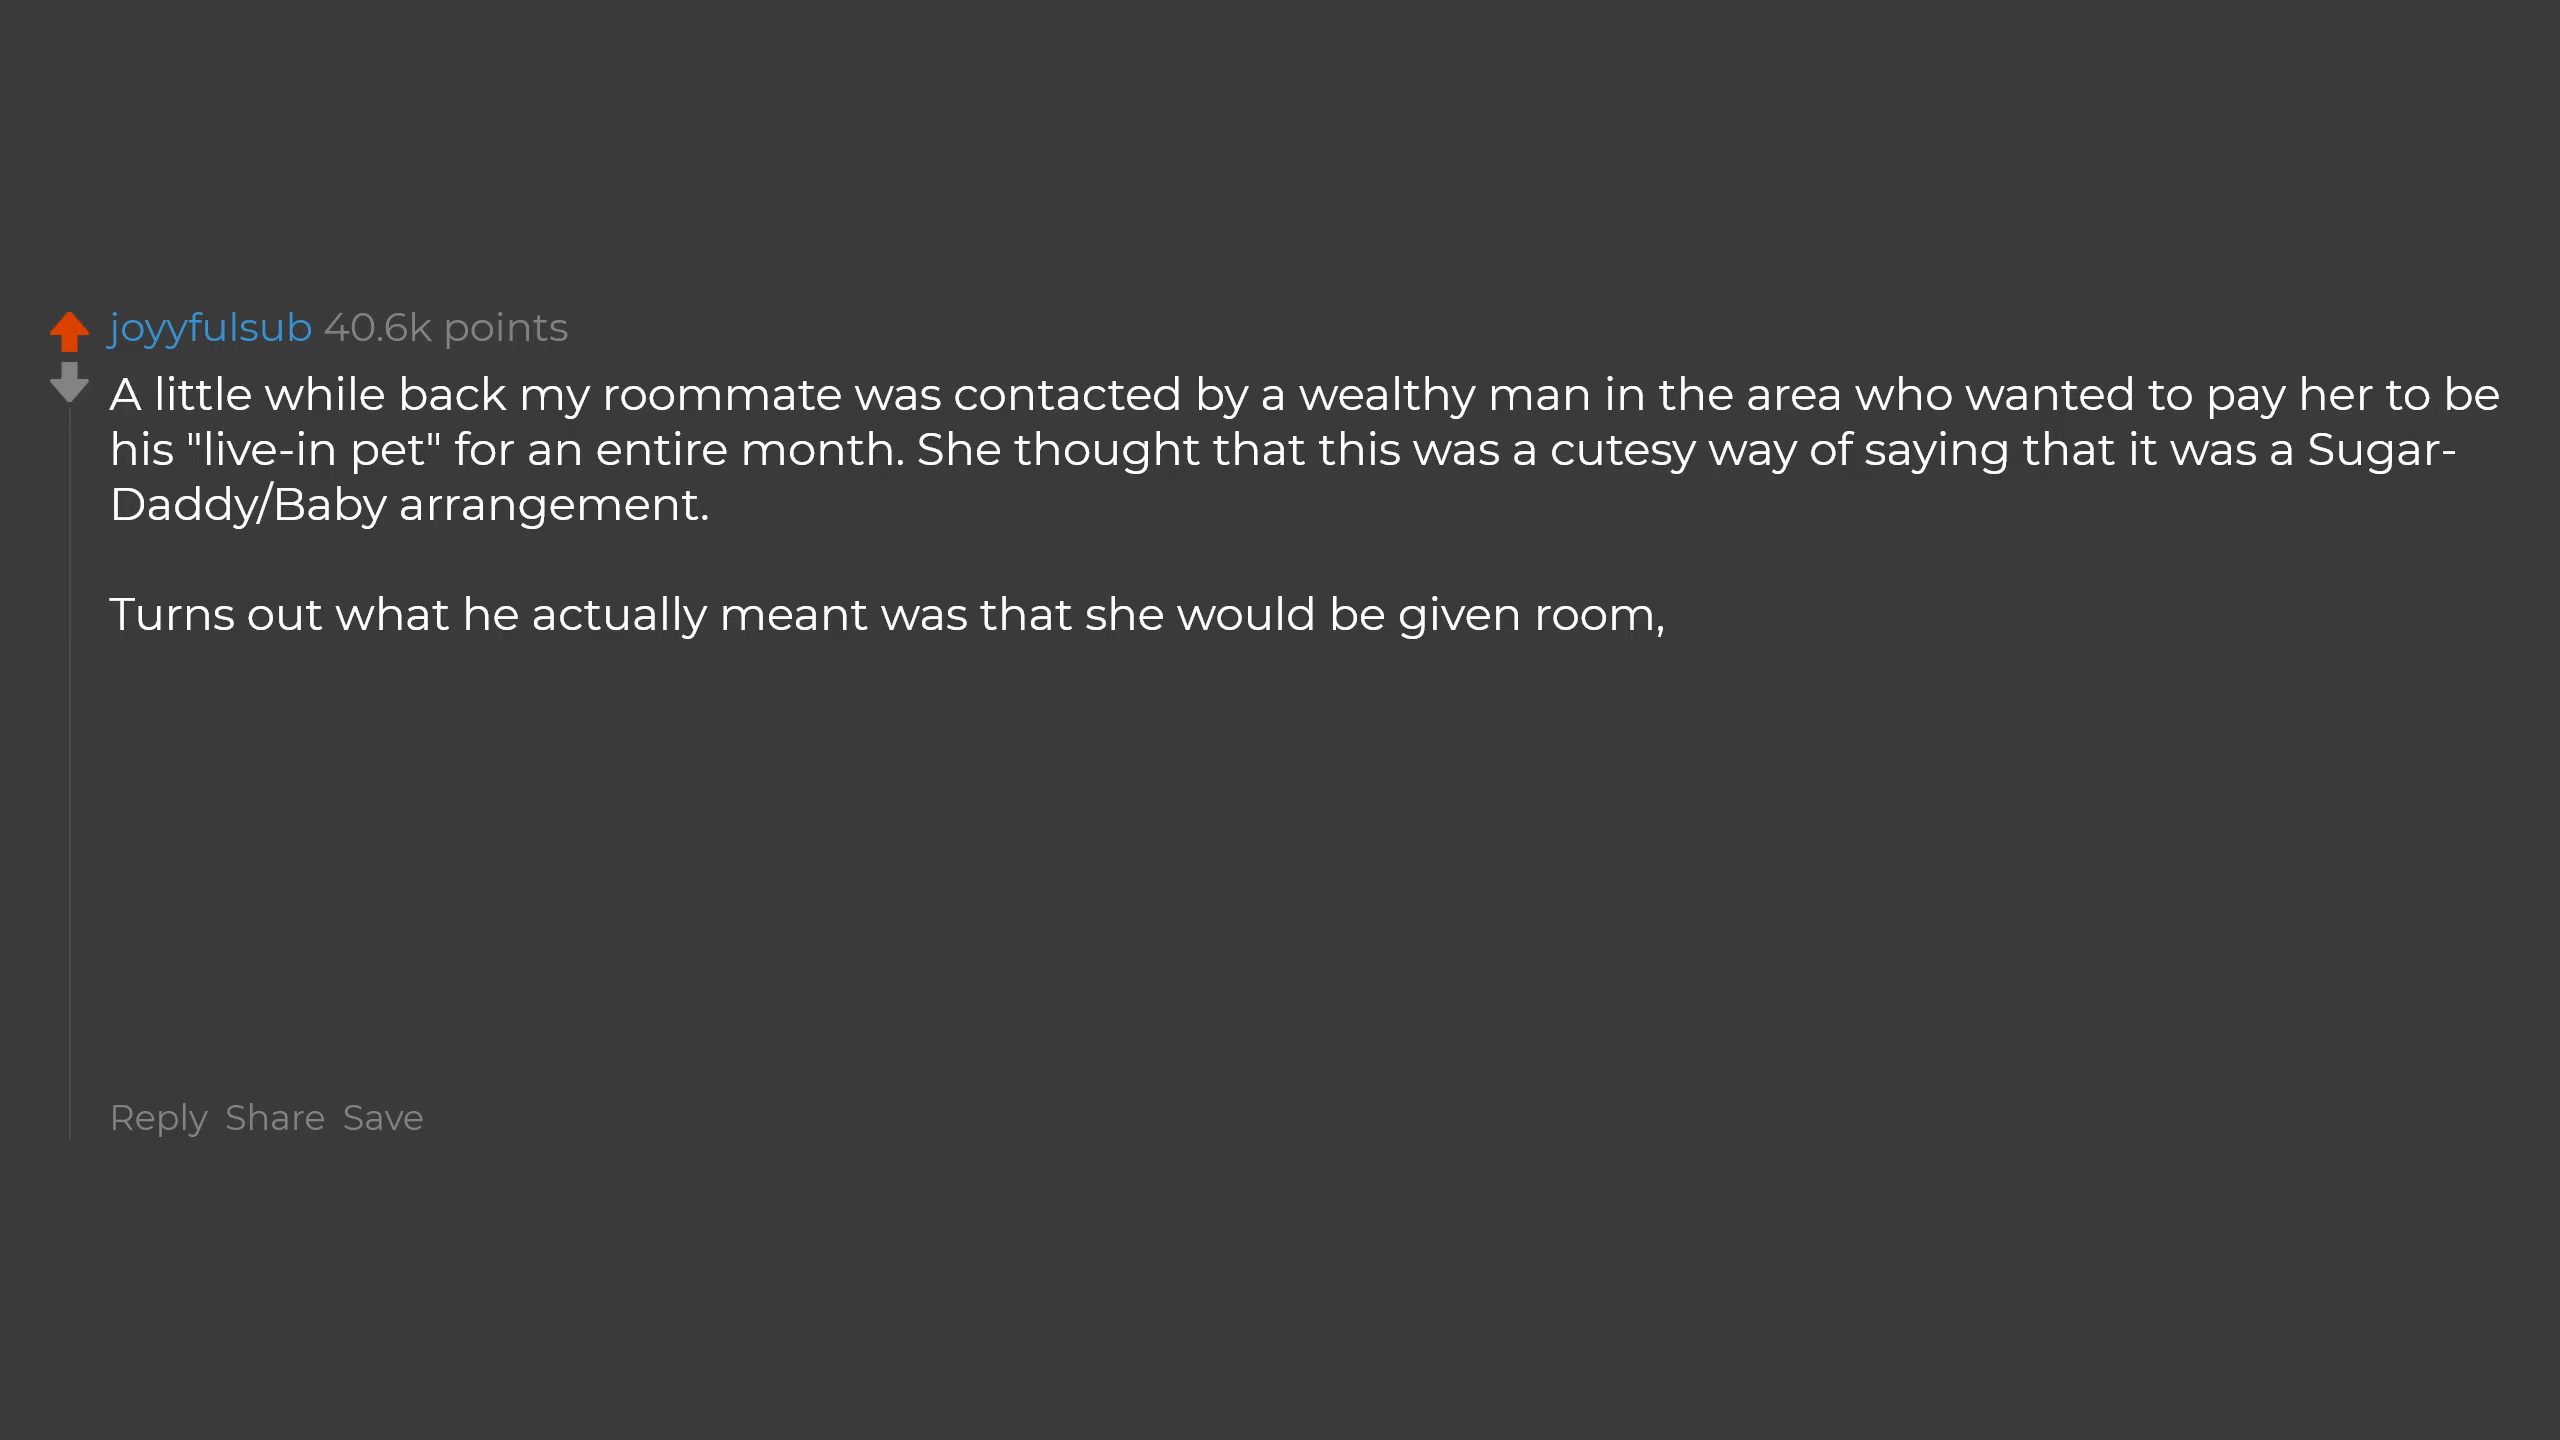 joyyfulsub 40.6k points
A little while back my roommate was contacted by a wealthy man in the area who wanted to pay her to be
his "live-in pet" for an entire month. She thought that this was a cutesy way of saying that it was a Sugar-
Daddy/Baby arrangement.
Turns out what he actually meant was that she would be given room,
Reply Share Save